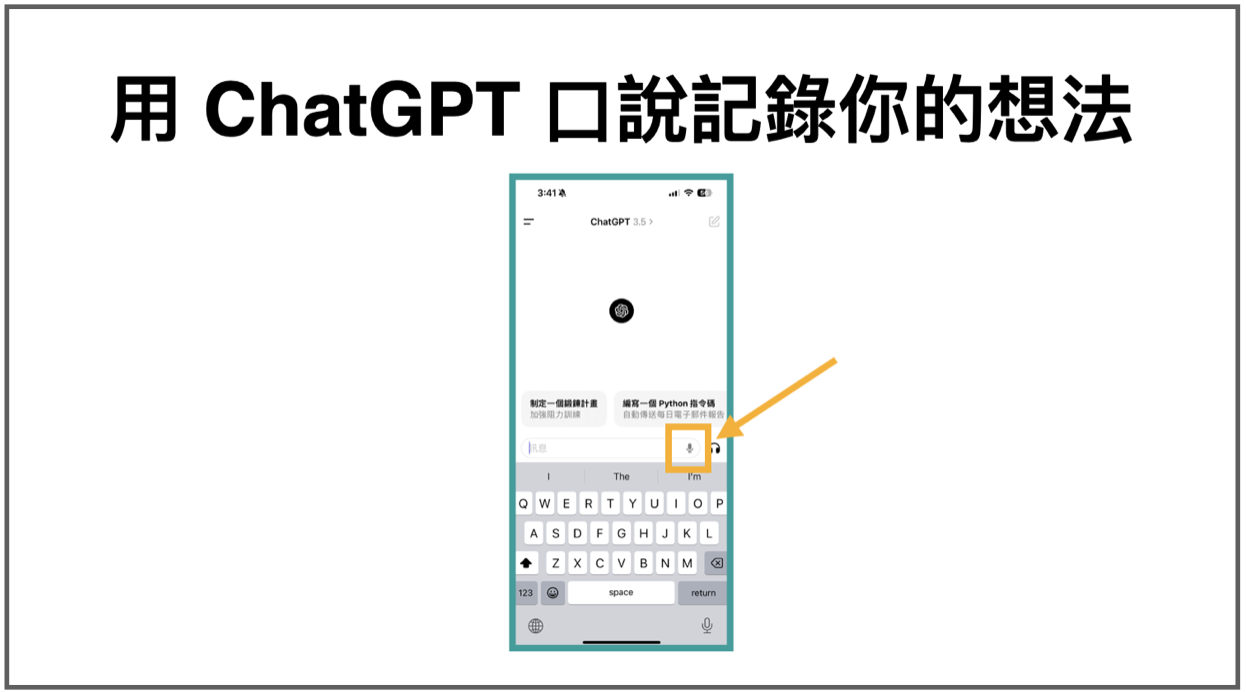 用 ChatGPT 口說記錄你的想法
3:41
ChatGPT 3.5 >
制定一個鍛鍊計畫
加強阻力訓練
編寫一個 Python 指令碼
自動傳送每日電子郵件報告
訊息
I The I'm
Q W E R T Y U I O P
A S D F G H J K L
Z X C V B N M
123 space return